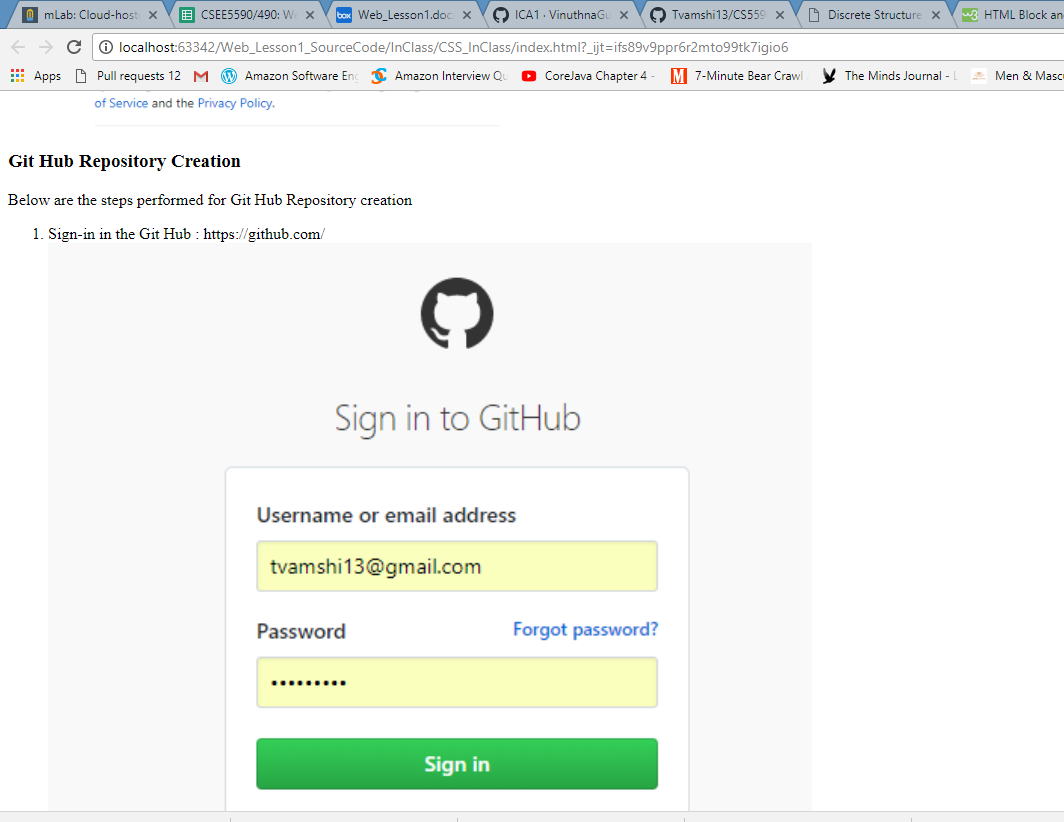 mLab: Cloud-host
CSEE5590/490: We
Web_Lesson1.doc
ICA1 · VinuthnaGu
Tvamshi13/CS559
Discrete Structure
HTML Block an
localhost:63342/Web_Lesson1_SourceCode/InClass/CSS_InClass/index.html?_ijt=ifs89v9ppr6r2mto99tk7igio6
Apps
Pull requests 12
Amazon Software Eng
Amazon Interview Qu
CoreJava Chapter 4 -
7-Minute Bear Crawl
The Minds Journal - L
Men & Mascu
of Service and the Privacy Policy.
Git Hub Repository Creation
Below are the steps performed for Git Hub Repository creation
1. Sign-in in the Git Hub : https://github.com/
Sign in to GitHub
Username or email address
tvamshi13@gmail.com
Password
Forgot password?
•••••••••
Sign in